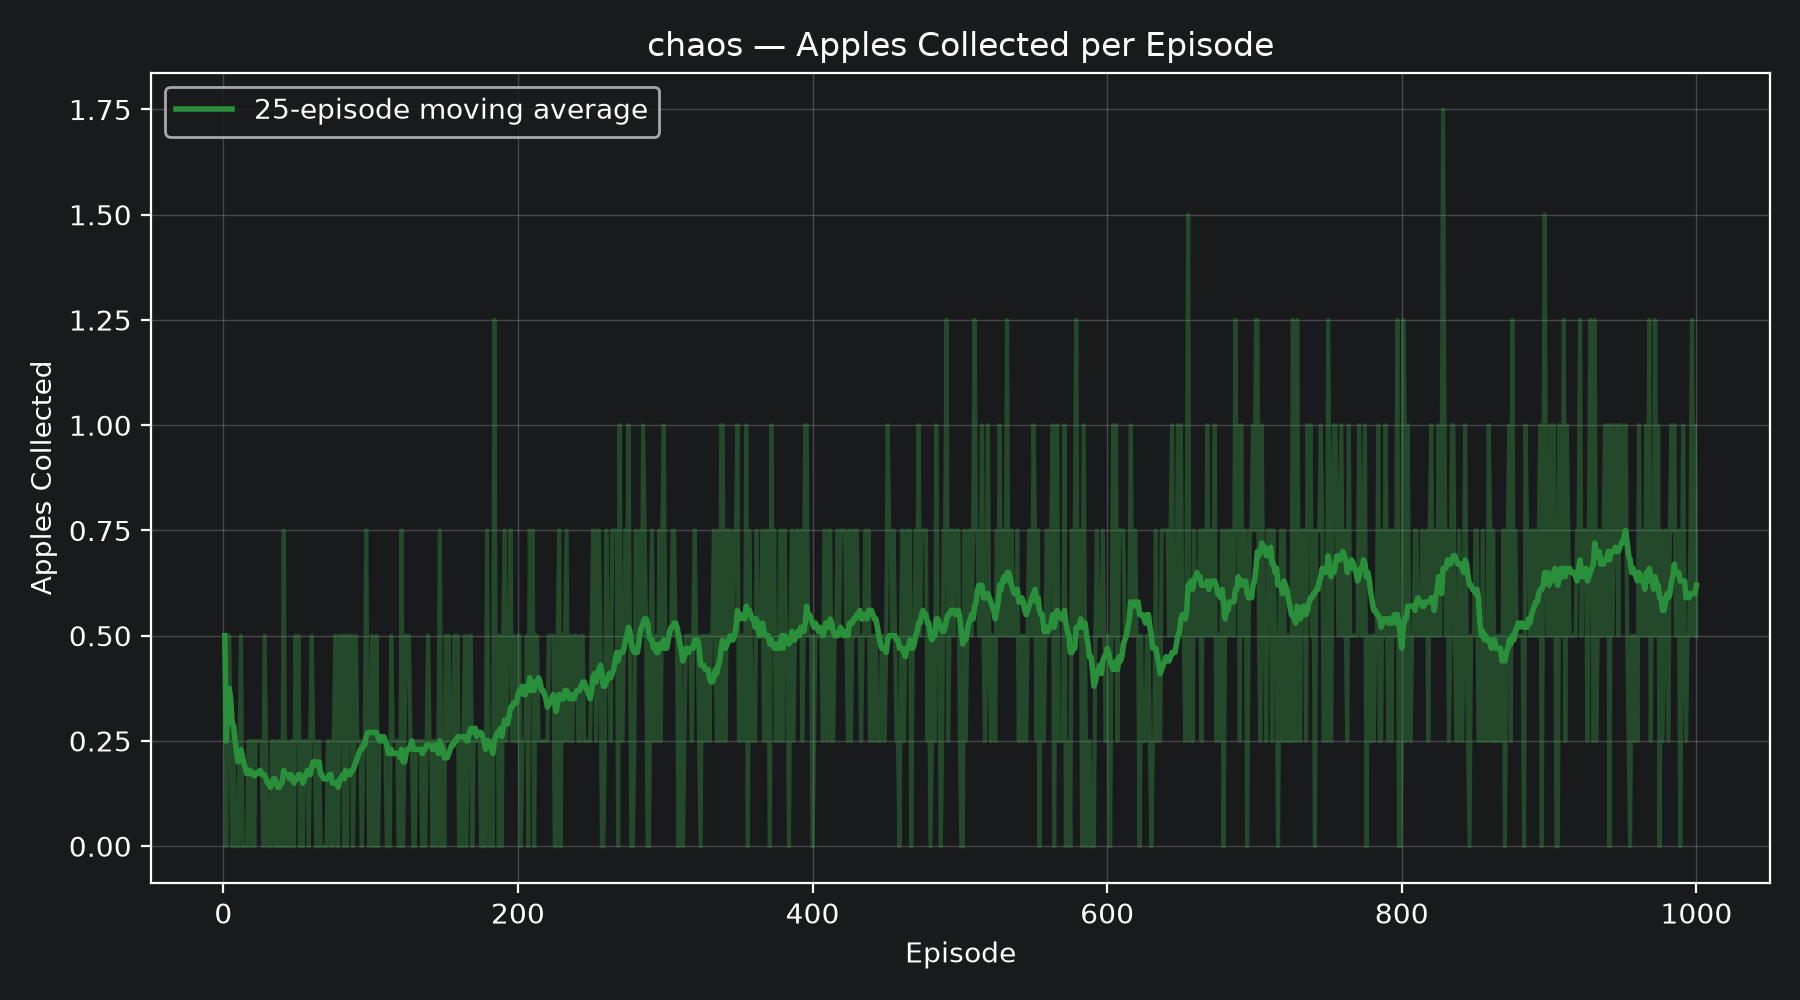 chaos — Apples Collected per Episode
25-episode moving average
1.75
1.50
1.25
1.00
0.75
0.50
0.25
0.00
Apples Collected
0 200 400 600 800 1000
Episode